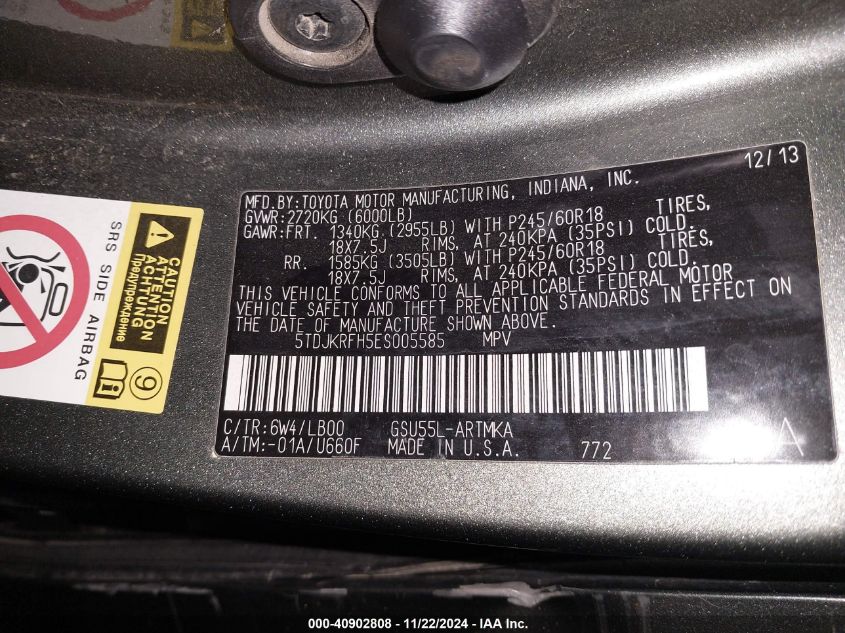 12/13
MFD.BY:TOYOTA MOTOR MANUFACTURING, INDIANA, INC.
GVWR:2720KG (6000LB)
GAWR:FRT. 1340KG (2955LB) WITH P245/60R18 TIRES,
18X7.5J RIMS, AT 240KPA (35PSI) COLD.
RR. 1585KG (3505LB) WITH P245/60R18 TIRES,
18X7.5J RIMS, AT 240KPA (35PSI) COLD.
THIS VEHICLE CONFORMS TO ALL APPLICABLE FEDERAL MOTOR
VEHICLE SAFETY AND THEFT PREVENTION STANDARDS IN EFFECT ON
THE DATE OF MANUFACTURE SHOWN ABOVE.
5TDJKRFH5ES005585 MPV
C/TR:6W4/LB00 GSU55L-ARTMKA
A/TM:-01A/U660F MADE IN U.S.A. 772
A
SRS SIDE AIRBAG
CAUTION
ATTENTION
ACHTUNG
Предупреждение
9
000-40902808 - 11/22/2024 - IAA Inc.